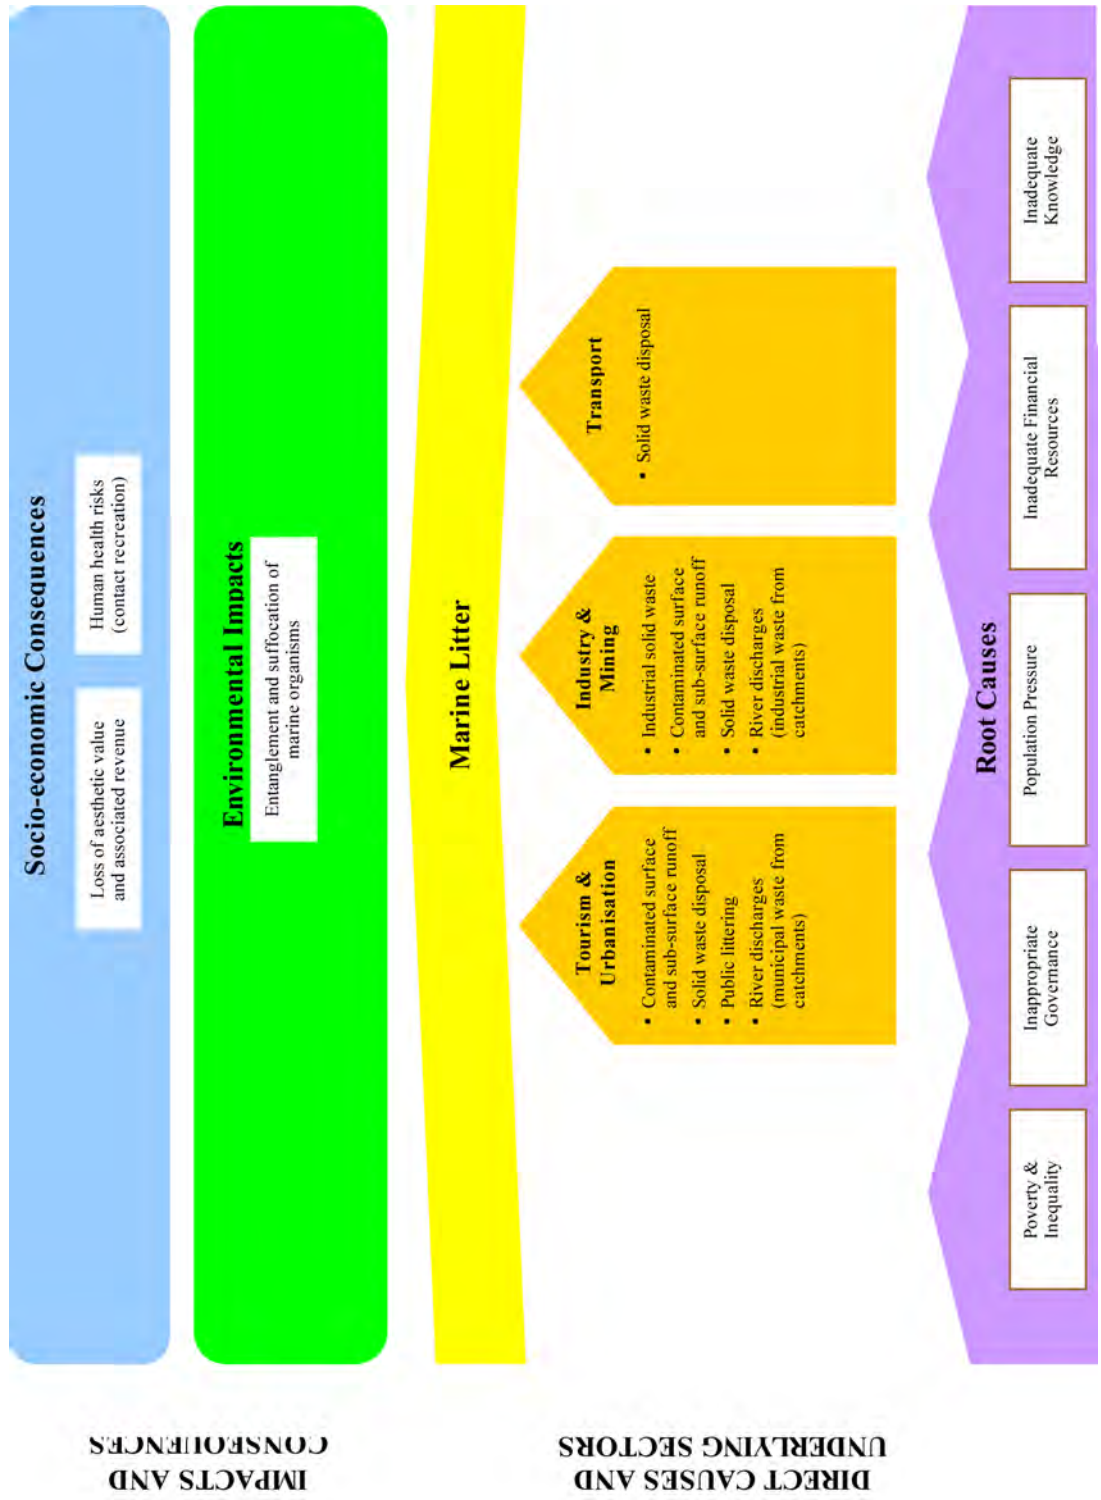 IMPACTS AND
CONSEQUENCES
Socio-economic Consequences
Loss of aesthetic value
and associated revenue
Human health risks
(contact recreation)
Environmental Impacts
Entanglement and suffocation of
marine organisms
Marine Litter
DIRECT CAUSES AND
UNDERLYING SECTORS
Tourism &
Urbanisation
• Contaminated surface
and sub-surface runoff
• Solid waste disposal
• Public littering
• River discharges
(municipal waste from
catchments)
Industry &
Mining
• Industrial solid waste
• Contaminated surface
and sub-surface runoff
• Solid waste disposal
• River discharges
(industrial waste from
catchments)
Transport
• Solid waste disposal
Root Causes
Poverty &
Inequality
Inappropriate
Governance
Population Pressure
Inadequate Financial
Resources
Inadequate
Knowledge